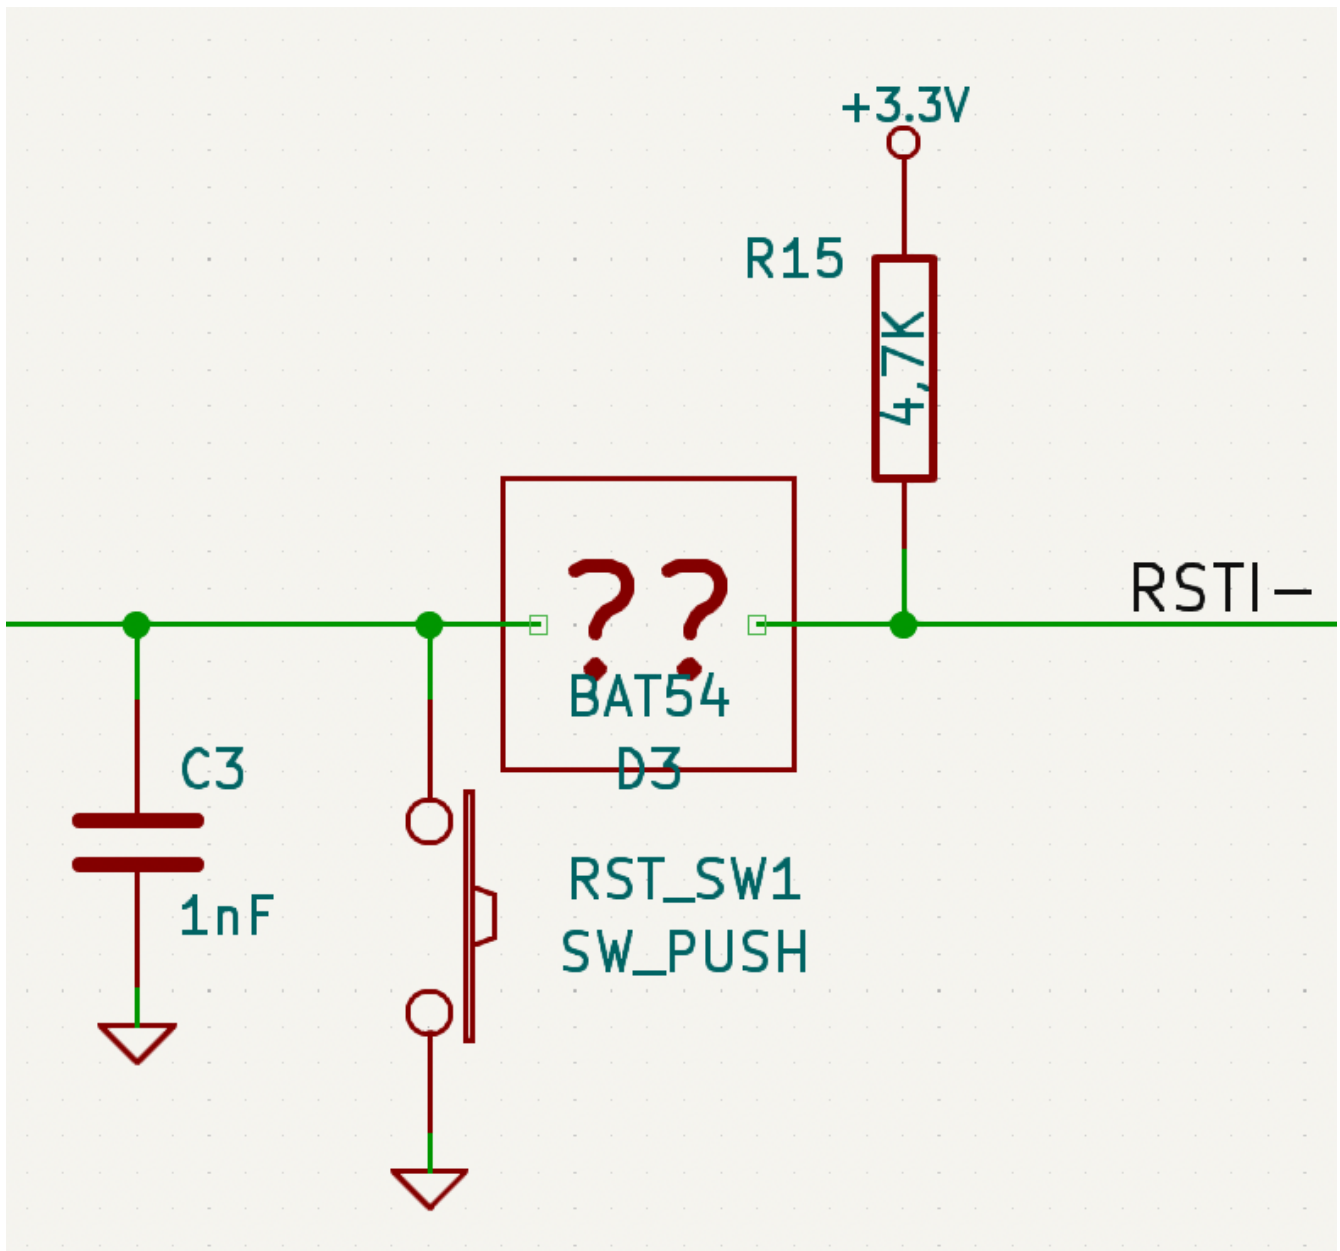 +3.3V
R15
4,7K
RSTI-
??
BAT54
D3
C3
1nF
RST_SW1
SW_PUSH